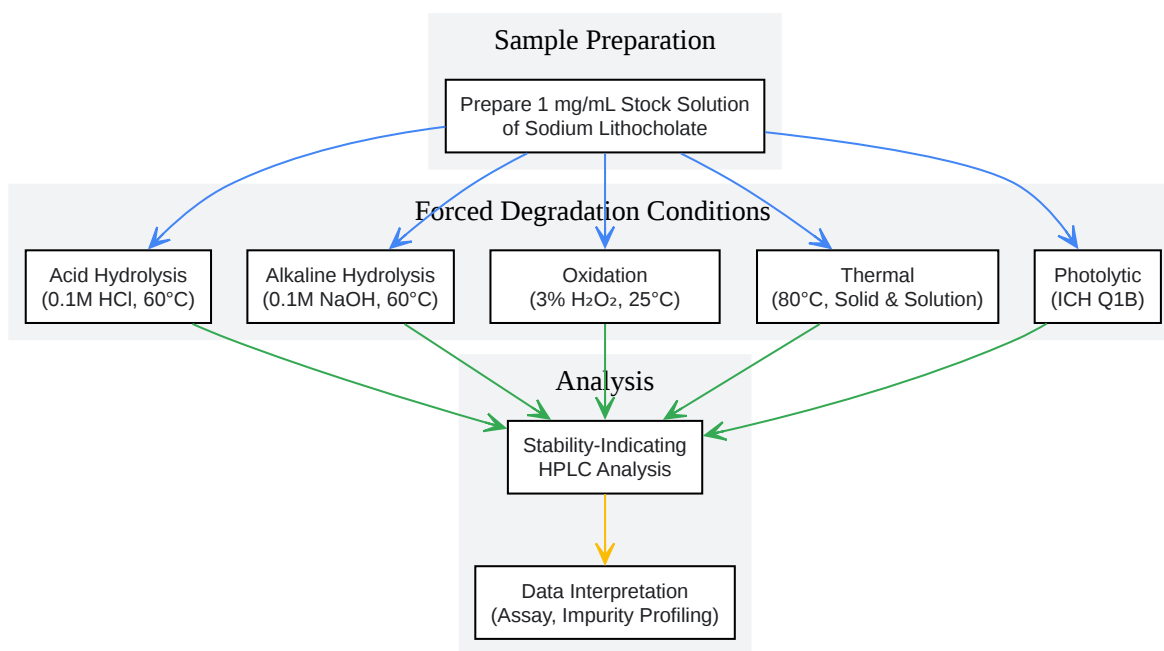 Sample Preparation
Prepare 1 mg/mL Stock Solution
of Sodium Lithocholate
Forced Degradation Conditions
Acid Hydrolysis
(0.1M HCl, 60°C)
Alkaline Hydrolysis
(0.1M NaOH, 60°C)
Oxidation
(3% H₂O₂, 25°C)
Thermal
(80°C, Solid & Solution)
Photolytic
(ICH Q1B)
Analysis
Stability-Indicating
HPLC Analysis
Data Interpretation
(Assay, Impurity Profiling)